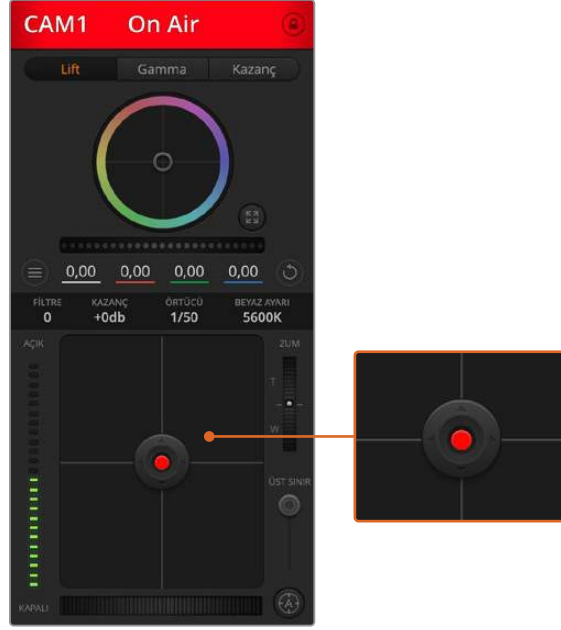 CAM1 On Air
Lift Gamma Kazanç
0,00 0,00 0,00 0,00
FİLTRE KAZANÇ ÖRTÜCÜ BEYAZ AYARI
0 +0db 1/50 5600K
AÇIK ZUM
T
W
ÜST SINIR
KAPALI A